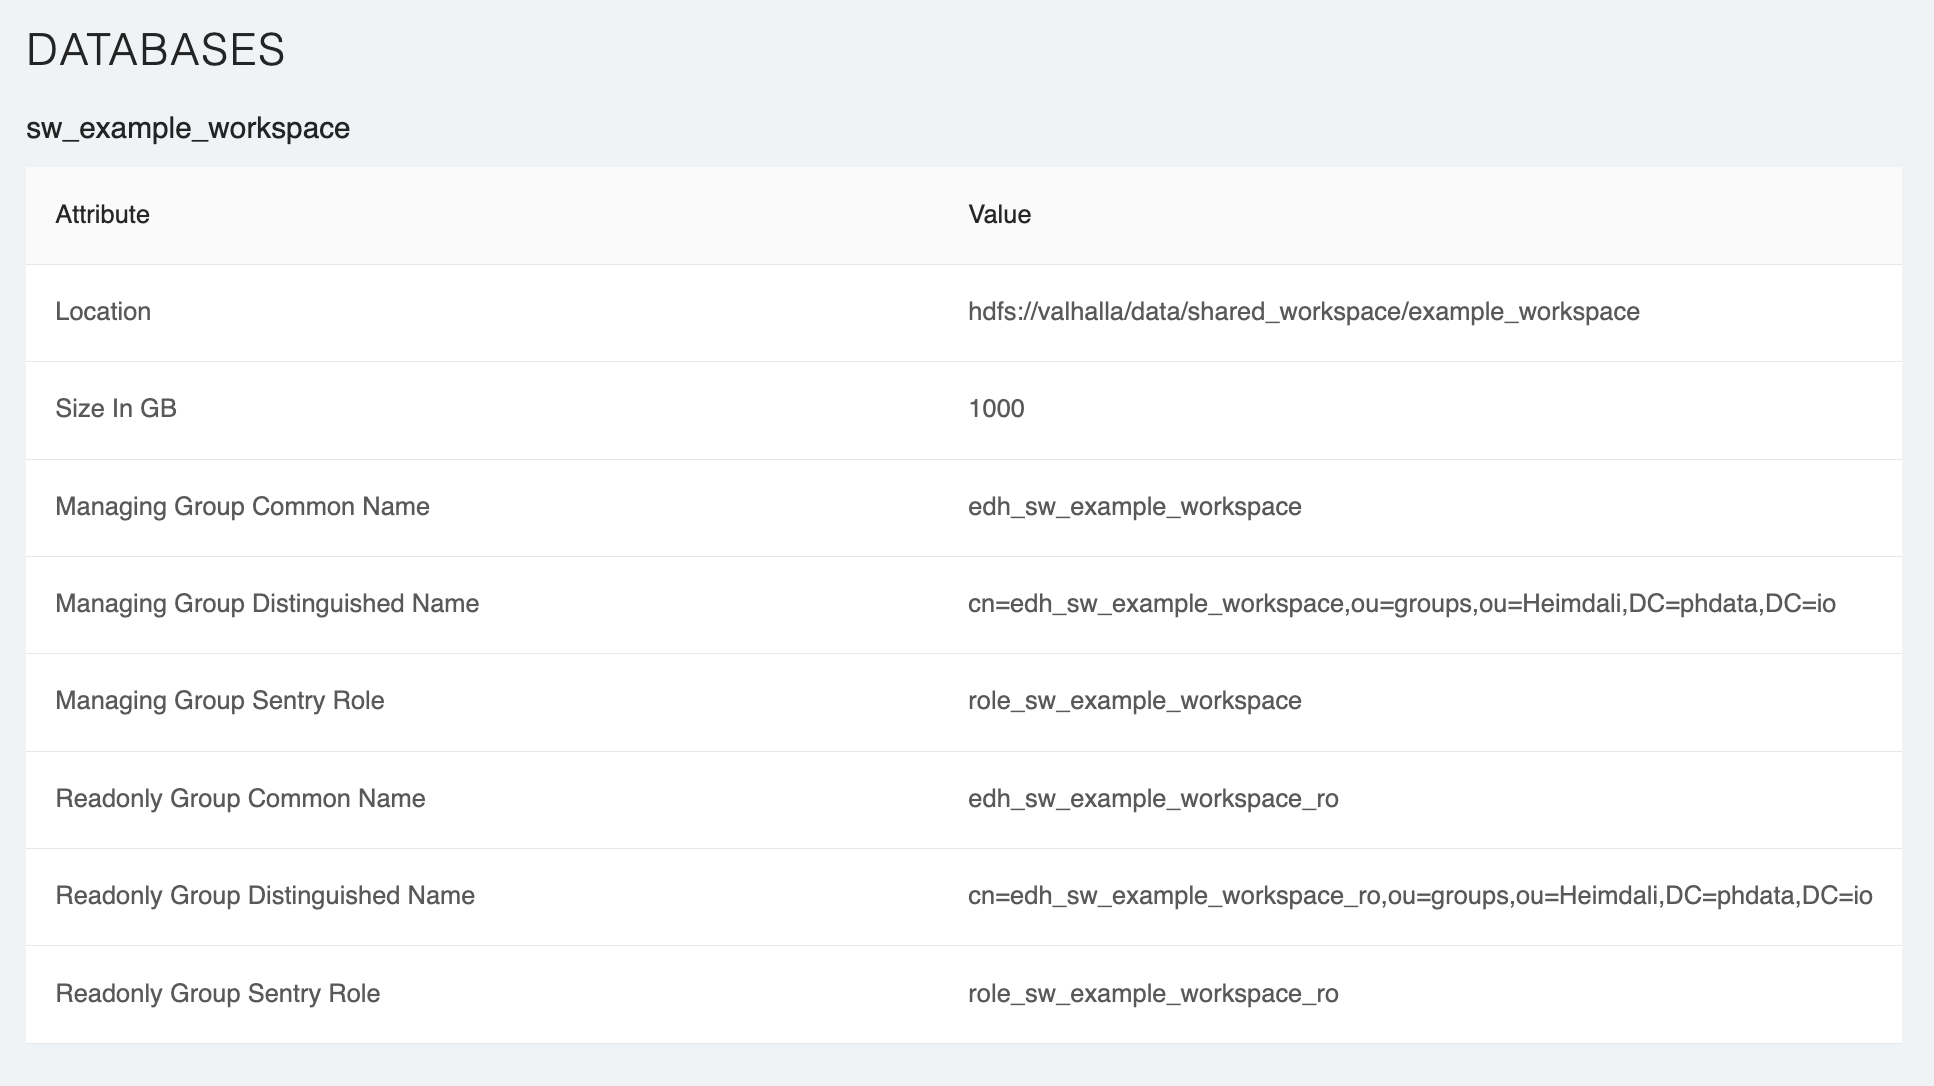 DATABASES
sw_example_workspace
Attribute Value
Location hdfs://valhalla/data/shared_workspace/example_workspace
Size In GB 1000
Managing Group Common Name edh_sw_example_workspace
Managing Group Distinguished Name cn=edh_sw_example_workspace,ou=groups,ou=Heimdali,DC=phdata,DC=io
Managing Group Sentry Role role_sw_example_workspace
Readonly Group Common Name edh_sw_example_workspace_ro
Readonly Group Distinguished Name cn=edh_sw_example_workspace_ro,ou=groups,ou=Heimdali,DC=phdata,DC=io
Readonly Group Sentry Role role_sw_example_workspace_ro